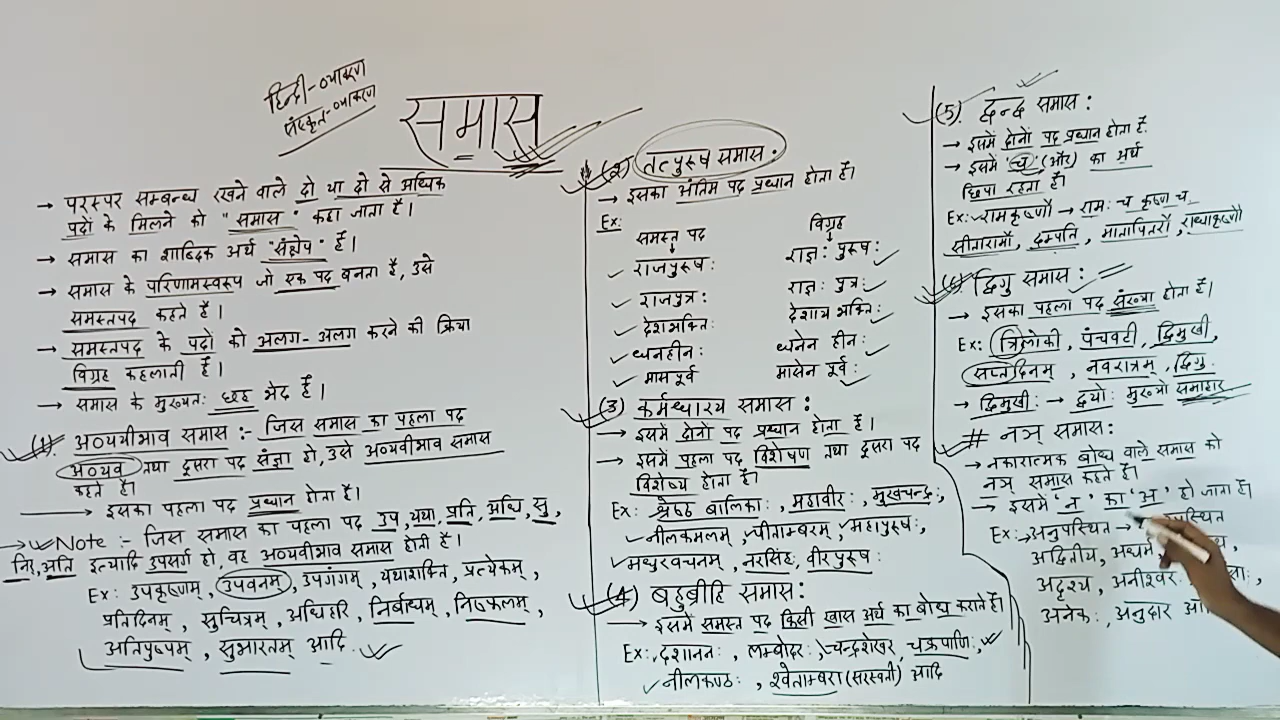 हिन्दी-व्याकरण
संस्कृत-व्याकरण
समास
→ परस्पर सम्बन्ध रखने वाले दो या दो से अधिक
पदों के मिलने को "समास" कहा जाता है।
→ समास का शाब्दिक अर्थ "संक्षेप" है।
→ समास के परिणामस्वरूप जो एक पद बनता है, उसे
समस्तपद कहते हैं।
→ समस्तपद के पदों को अलग-अलग करने की क्रिया
विग्रह कहलाती हैं।
→ समास के मुख्यतः छह भेद हैं।
(1) अव्ययीभाव समास :- जिस समास का पहला पद
अव्यय तथा दूसरा पद संज्ञा हो, उसे अव्ययीभाव समास
कहते हैं।
→ इसका पहला पद प्रधान होता है।
→ Note :- जिस समास का पहला पद उप, यथा, प्रति, अधि, सु,
निर, अति इत्यादि उपसर्ग हो, वह अव्ययीभाव समास होती है।
Ex: उपकृष्णम्, उपवनम्, उपगंगम्, यथाशक्ति, प्रत्येकम्,
प्रतिदिनम्, सुचित्रम्, अधिहरि, निर्बाधम्, निष्फलम्,
अतिपुष्पम्, सुभारतम् आदि
(2) तत्पुरूष समास:
→ इसका अंतिम पद प्रधान होता है।
Ex:
समस्त पद विग्रह
राजपुरूषः राज्ञः पुरूषः
राजपुत्रः राज्ञः पुत्रः
देशभक्तिः देशाय भक्तिः
धनहीनः धनेन हीनः
मासपूर्व मासेन पूर्वः
(3) कर्मधारय समास:
→ इसमें दोनों पद प्रधान होता है।
→ इसमें पहला पद विशेषण तथा दूसरा पद
विशेष्य होता है।
Ex: श्रेष्ठ बालिकाः, महावीरः, मुखचन्द्रः,
नीलकमलम्, पीताम्बरम्, महापुरूषः,
मधुरवचनम्, नरसिंहः, वीरपुरूषः
(4) बहुब्रीहि समास:
→ इसमें समस्त पद किसी खास अर्थ का बोध कराते हैं।
Ex: दशाननः, लम्बोदरः, चन्द्रशेखर, चक्रपाणिः,
नीलकण्ठः, श्वेताम्बरा (सरस्वती) आदि
(5) द्वन्द्व समास:
→ इसमें दोनों पद प्रधान होता है.
→ इसमें 'च' (और) का अर्थ
छिपा रहता है।
Ex: रामकृष्णौ → रामः च कृष्ण च,
सीतारामौ, दम्पति, मातापितरौ, राधाकृष्णौ
(6) द्विगु समास:
→ इसका पहला पद संख्या होता है।
Ex: त्रिलोकी, पंचवटी, द्विमुखी,
सप्तदिनम्, नवरात्रम्, द्विगु
→ द्विमुखीः → द्वयोः मुख्यो समाहार
# नञ् समास:
→ नकारात्मक बोध वाले समास को
नञ् समास कहते हैं।
→ इसमें 'न' का 'अ' हो जाता है।
Ex: अनुपस्थित →
अद्वितीय, अधर्म,
अदृश्य, अनीश्वरः
अनेकः, अनुदार